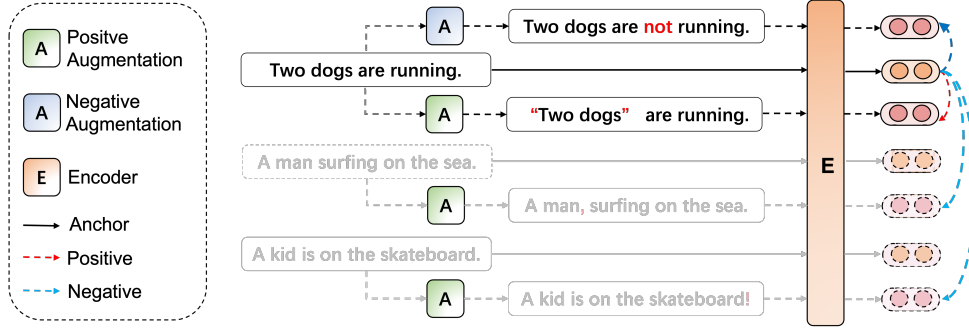 A Positve
Augmentation
A Negative
Augmentation
E Encoder
Anchor
Positive
Negative
A Two dogs are not running.
Two dogs are running.
A “Two dogs” are running.
A man surfing on the sea.
E
A A man, surfing on the sea.
A kid is on the skateboard.
A A kid is on the skateboard!